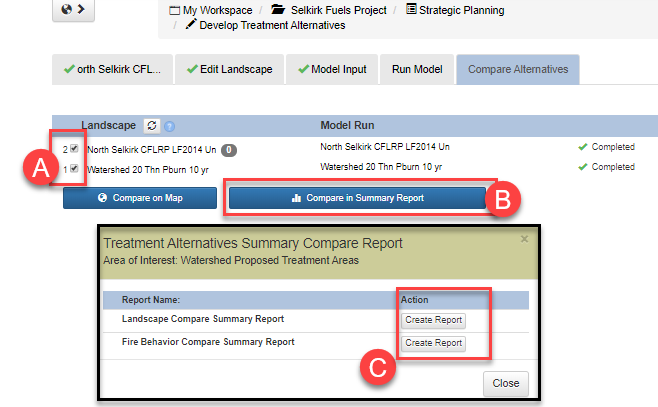 My Workspace / Selkirk Fuels Project / Strategic Planning
/ Develop Treatment Alternatives
orth Selkirk CFL... Edit Landscape Model Input Run Model Compare Alternatives
Landscape ? Model Run
2 North Selkirk CFLRP LF2014 Un 0 North Selkirk CFLRP LF2014 Un Completed
1 Watershed 20 Thn Pburn 10 yr Watershed 20 Thn Pburn 10 yr Completed
A
Compare on Map Compare in Summary Report B
Treatment Alternatives Summary Compare Report ×
Area of Interest: Watershed Proposed Treatment Areas
Report Name: Action
Landscape Compare Summary Report Create Report
Fire Behavior Compare Summary Report Create Report
C
Close